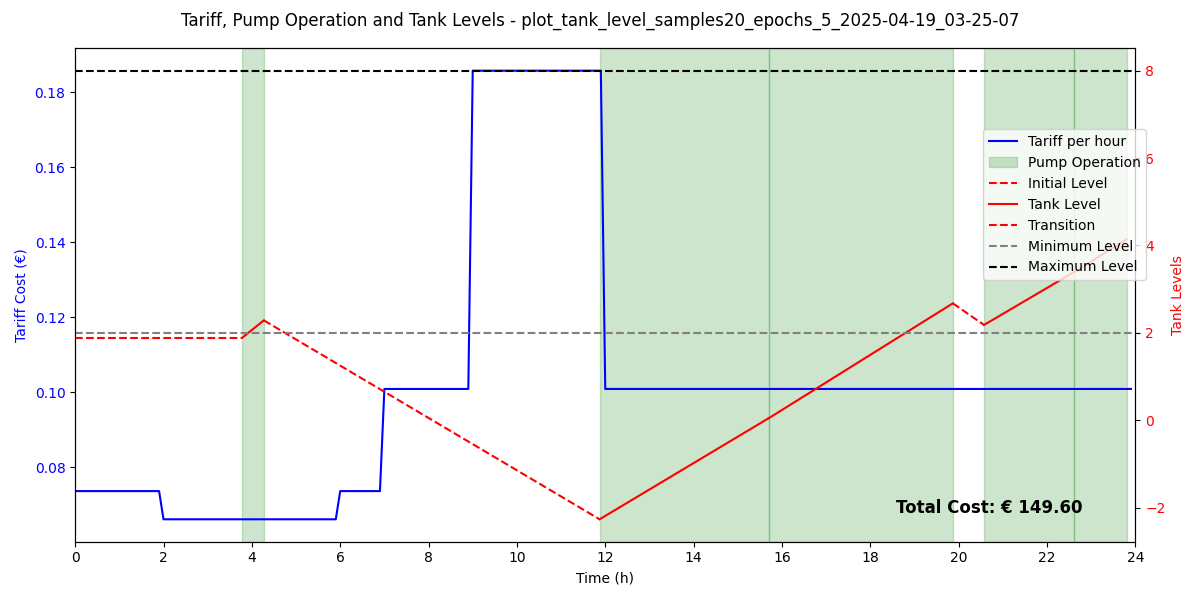 Tariff, Pump Operation and Tank Levels - plot_tank_level_samples20_epochs_5_2025-04-19_03-25-07
Tariff Cost (€)
0.18
0.16
0.14
0.12
0.10
0.08
8
6
4
2
0
−2
Tank Levels
Tariff per hour
Pump Operation
Initial Level
Tank Level
Transition
Minimum Level
Maximum Level
Total Cost: € 149.60
0 2 4 6 8 10 12 14 16 18 20 22 24
Time (h)